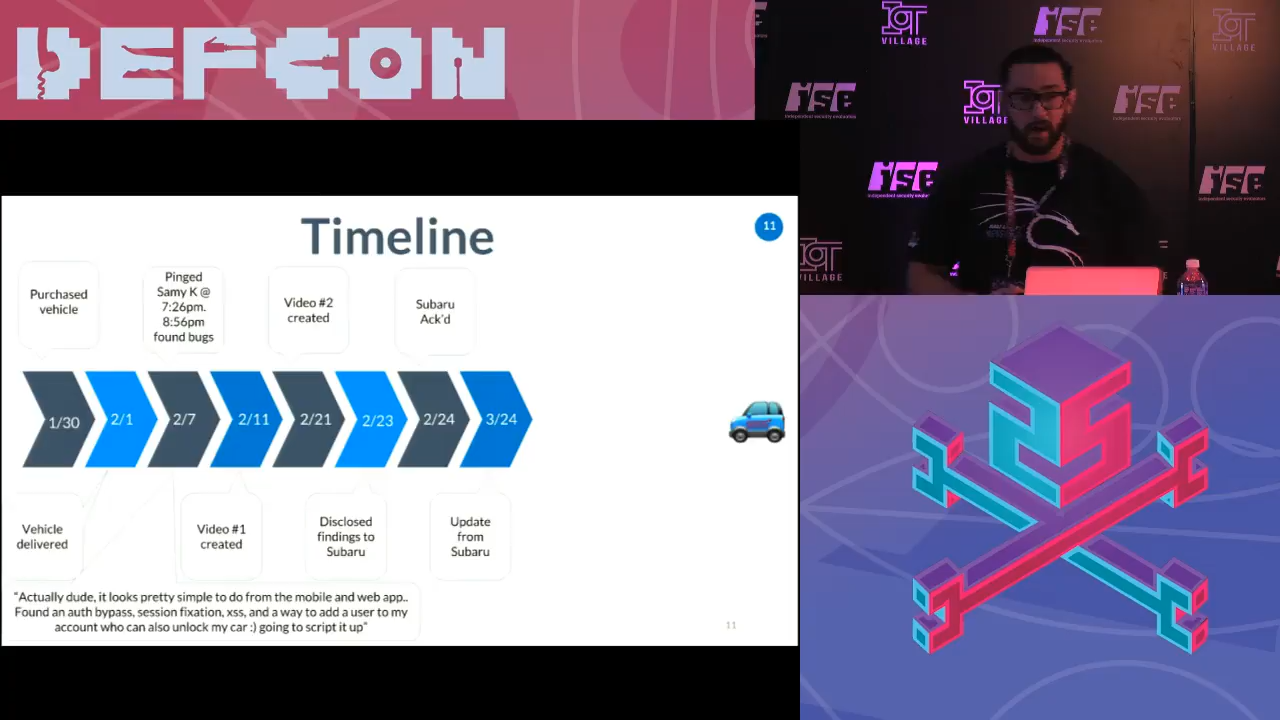 DEFCON
IOT
VILLAGE
ise
independent security evaluators
IOT
VILLAGE
ise
IOT
VILLAGE
ise
ise
ise
IOT
VILLAGE
Timeline
11
Purchased
vehicle
Pinged
Samy K @
7:26pm.
8:56pm
found bugs
Video #2
created
Subaru
Ack'd
1/30
2/1
2/7
2/11
2/21
2/23
2/24
3/24
Vehicle
delivered
Video #1
created
Disclosed
findings to
Subaru
Update
from
Subaru
"Actually dude, it looks pretty simple to do from the mobile and web app..
Found an auth bypass, session fixation, xss, and a way to add a user to my
account who can also unlock my car :) going to script it up"
11
25